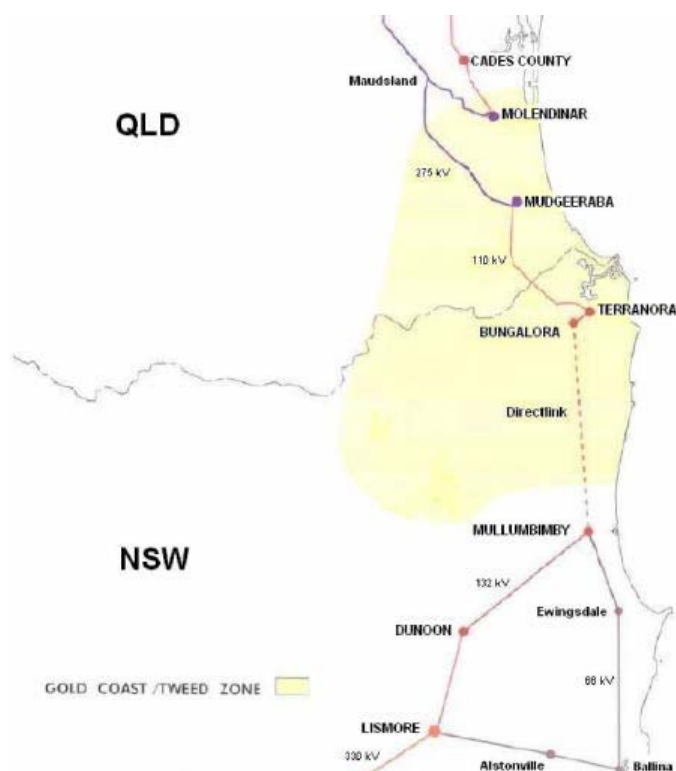 CADES COUNTY
Maudsland
MOLENDINAR
QLD
275 kV
MUDGEERABA
110 kV
TERRANORA
BUNGALORA
Directlink
MULLUMBIMBY
NSW
132 kV
Ewingsdale
DUNOON
66 kV
GOLD COAST /TWEED ZONE
LISMORE
330 kV
Alstonville
Ballina